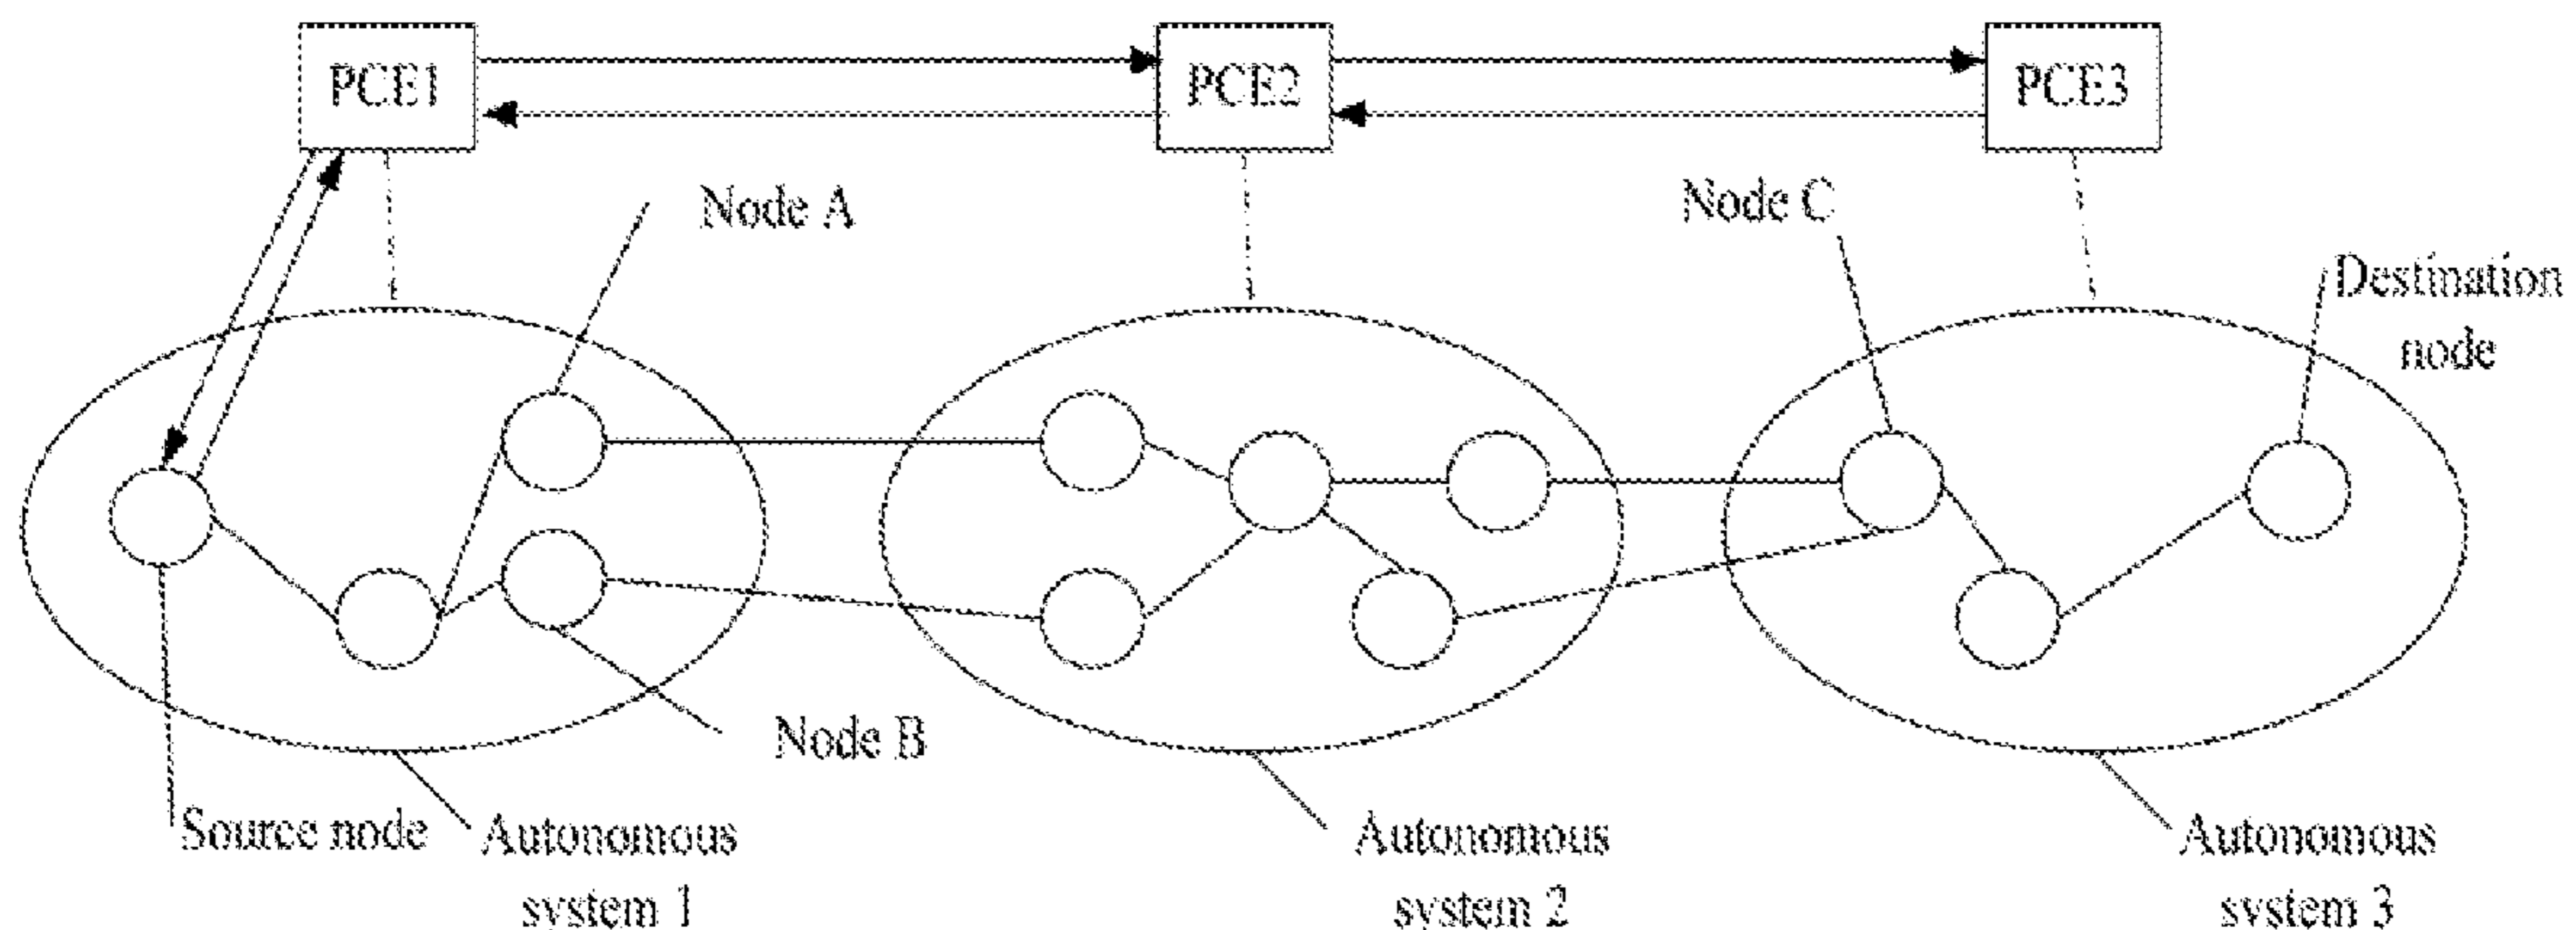 PCE1
PCE2
PCE3
Node A
Node C
Destination
node
Node B
Source node
Autonomous
system 1
Autonomous
system 2
Autonomous
system 3